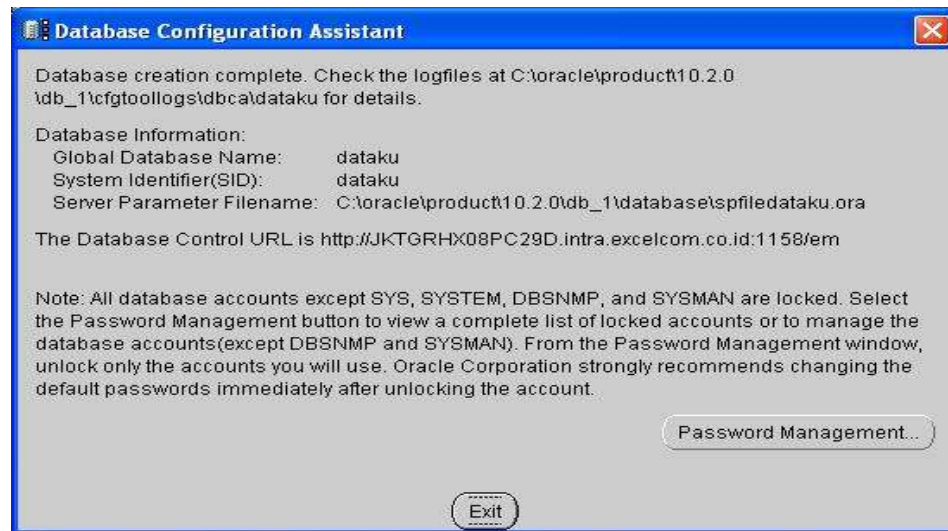 Database Configuration Assistant
Database creation complete. Check the logfiles at C:\oracle\product\10.2.0
\db_1\cfgtoollogs\dbca\dataku for details.
Database Information:
Global Database Name: dataku
System Identifier(SID): dataku
Server Parameter Filename: C:\oracle\product\10.2.0\db_1\database\spfiledataku.ora
The Database Control URL is http://JKTGRHX08PC29D.intra.excelcom.co.id:1158/em
Note: All database accounts except SYS, SYSTEM, DBSNMP, and SYSMAN are locked. Select
the Password Management button to view a complete list of locked accounts or to manage the
database accounts(except DBSNMP and SYSMAN). From the Password Management window,
unlock only the accounts you will use. Oracle Corporation strongly recommends changing the
default passwords immediately after unlocking the account.
Password Management...
Exit